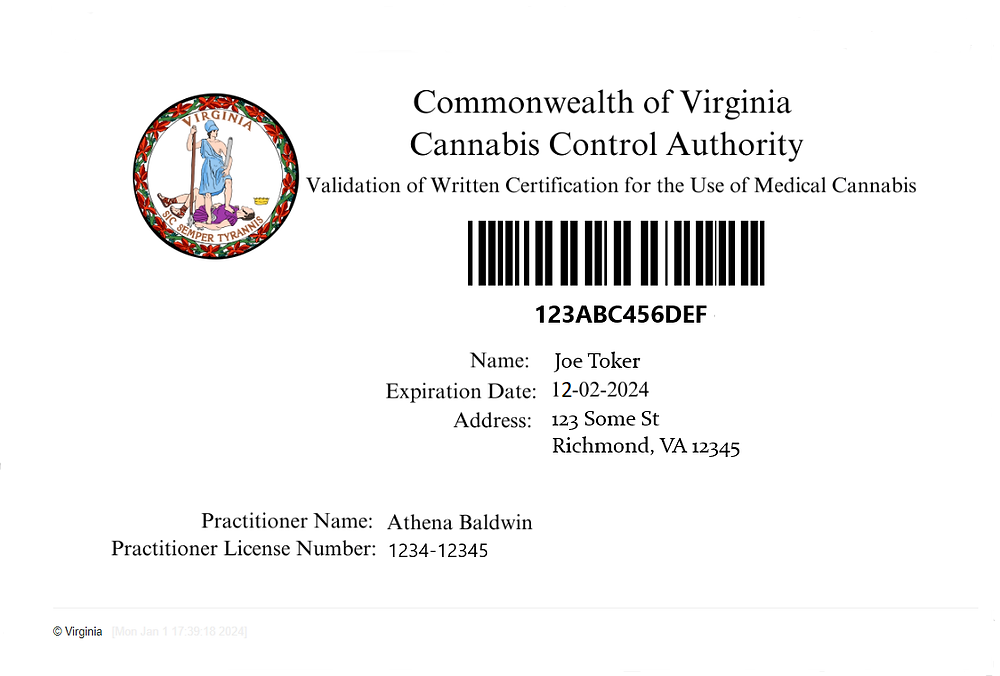 VIRGINIA
SIC SEMPER TYRANNIS
Commonwealth of Virginia
Cannabis Control Authority
Validation of Written Certification for the Use of Medical Cannabis
123ABC456DEF
Name: Joe Toker
Expiration Date: 12-02-2024
Address: 123 Some St
Richmond, VA 12345
Practitioner Name: Athena Baldwin
Practitioner License Number: 1234-12345
© Virginia [Mon Jan 1 17:39:18 2024]